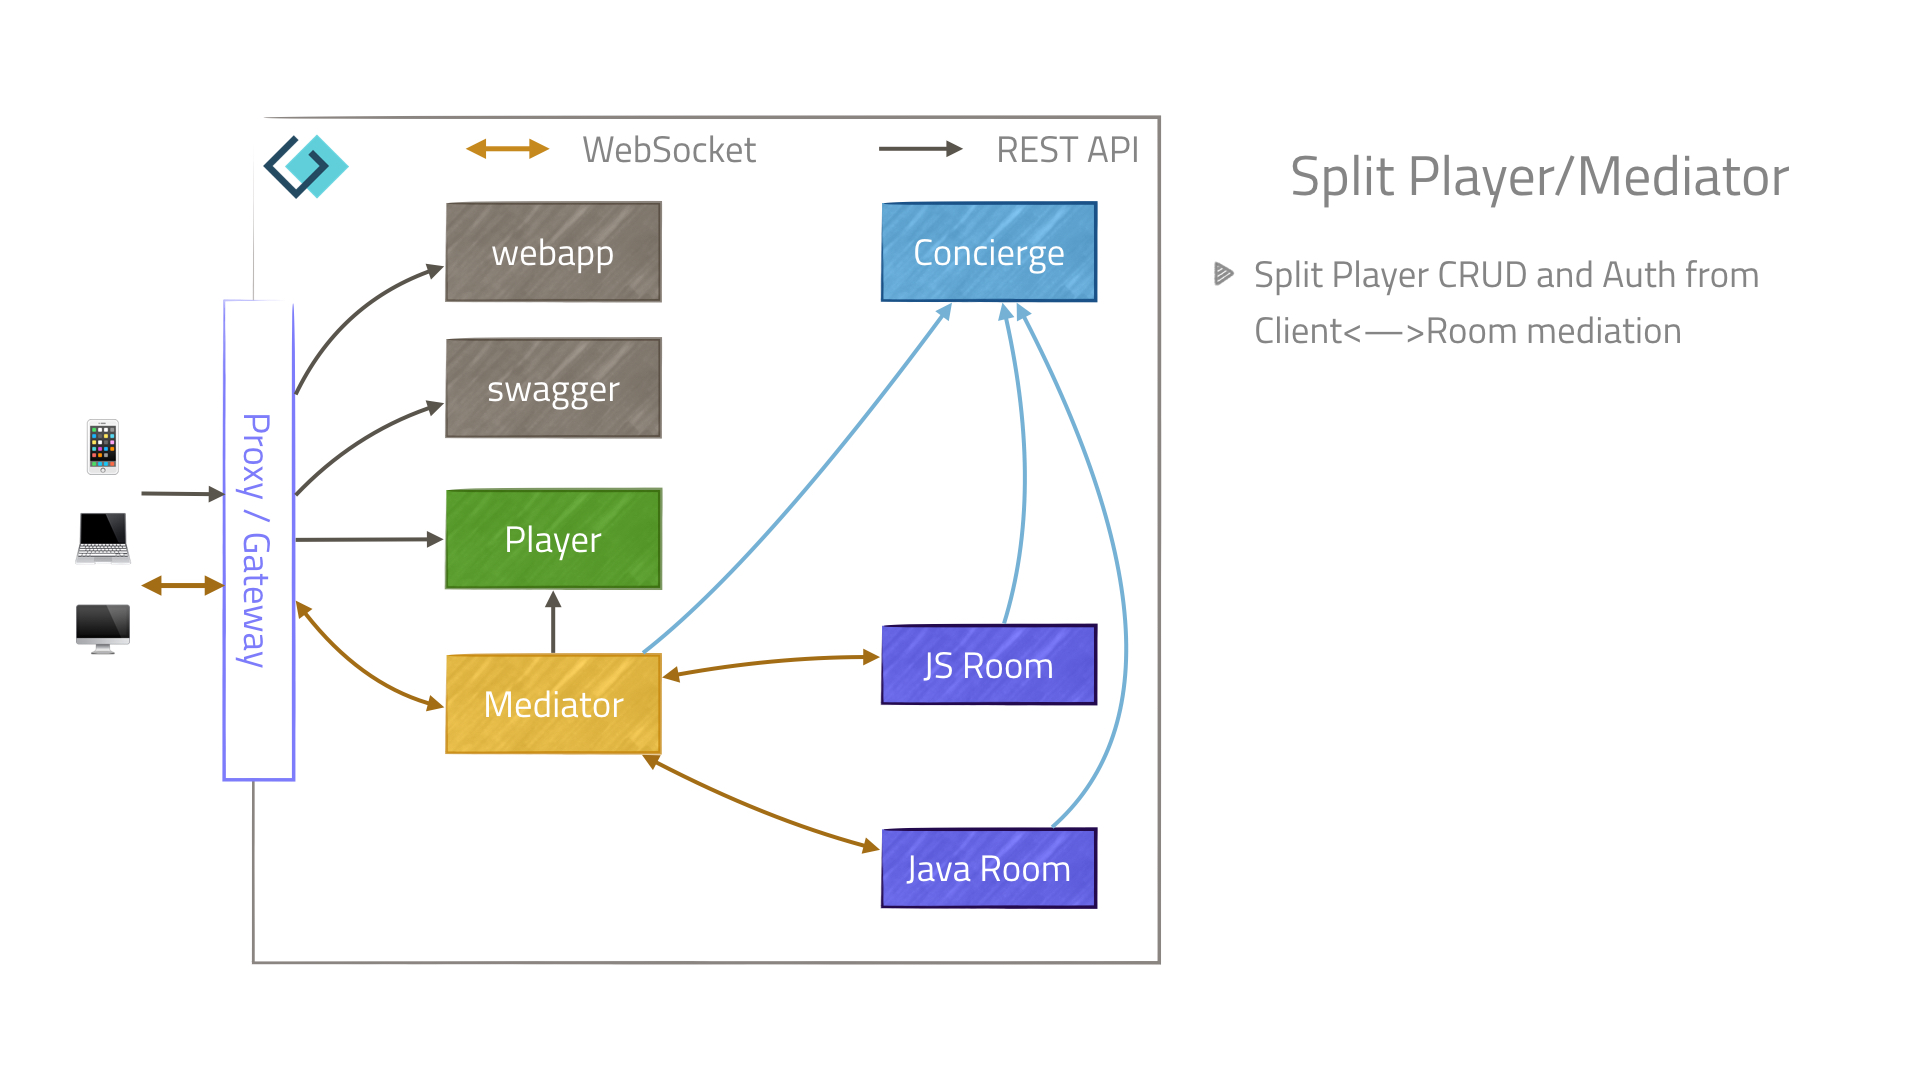 WebSocket
REST API
webapp
Concierge
swagger
Proxy / Gateway
Player
Mediator
JS Room
Java Room
Split Player/Mediator
Split Player CRUD and Auth from
Client<—>Room mediation